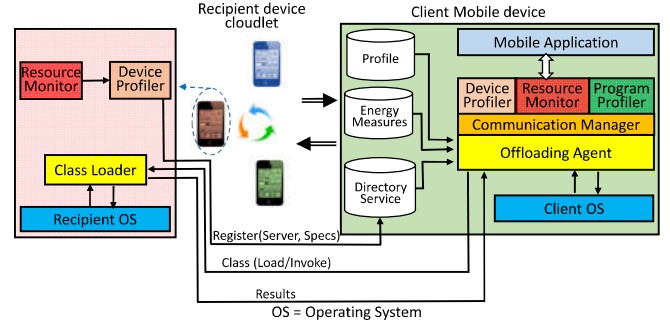 Recipient device
cloudlet
Client Mobile device
Resource
Monitor
Device
Profiler
Class Loader
Recipient OS
Profile
Energy
Measures
Directory
Service
Mobile Application
Device
Profiler
Resource
Monitor
Program
Profiler
Communication Manager
Offloading Agent
Client OS
Register(Server, Specs)
Class (Load/Invoke)
Results
OS = Operating System